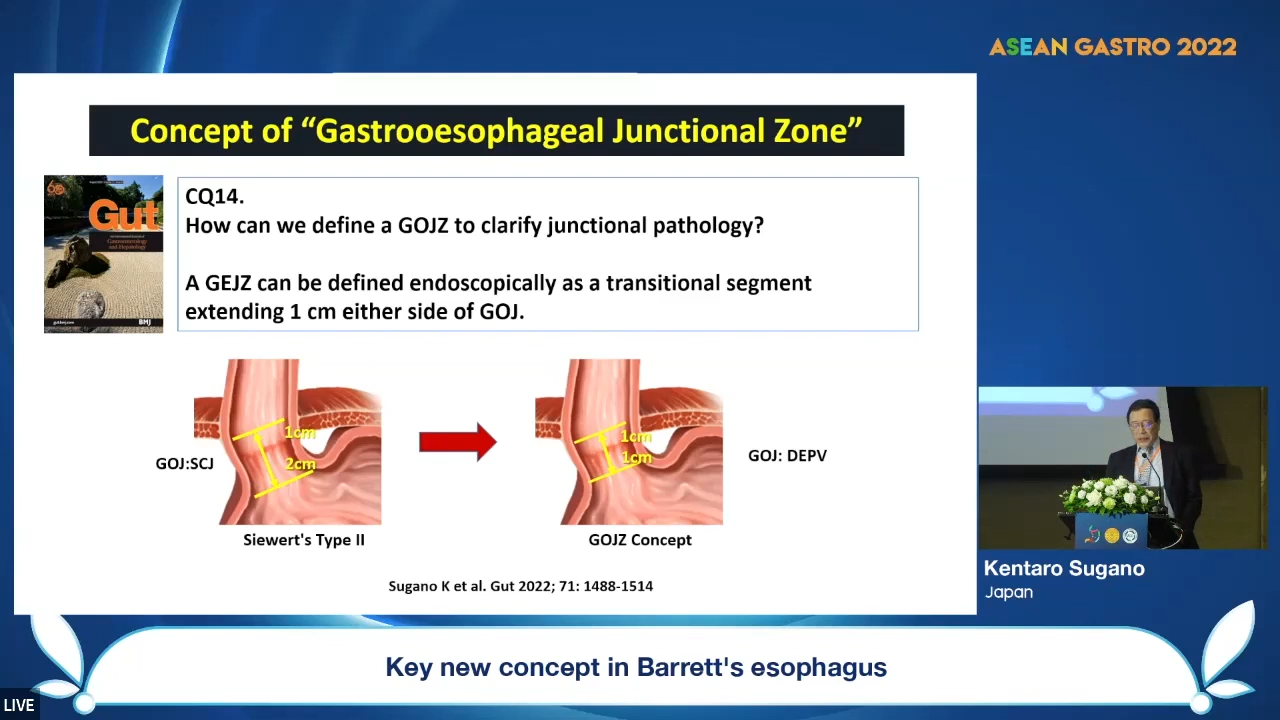 ASEAN GASTRO 2022
Concept of “Gastrooesophageal Junctional Zone”
Gut
CQ14.
How can we define a GOJZ to clarify junctional pathology?
A GEJZ can be defined endoscopically as a transitional segment
extending 1 cm either side of GOJ.
BMJ
1cm
2cm
GOJ:SCJ
Siewert's Type II
1cm
1cm
GOJ: DEPV
GOJZ Concept
Sugano K et al. Gut 2022; 71: 1488-1514
Kentaro Sugano
Japan
Key new concept in Barrett's esophagus
LIVE